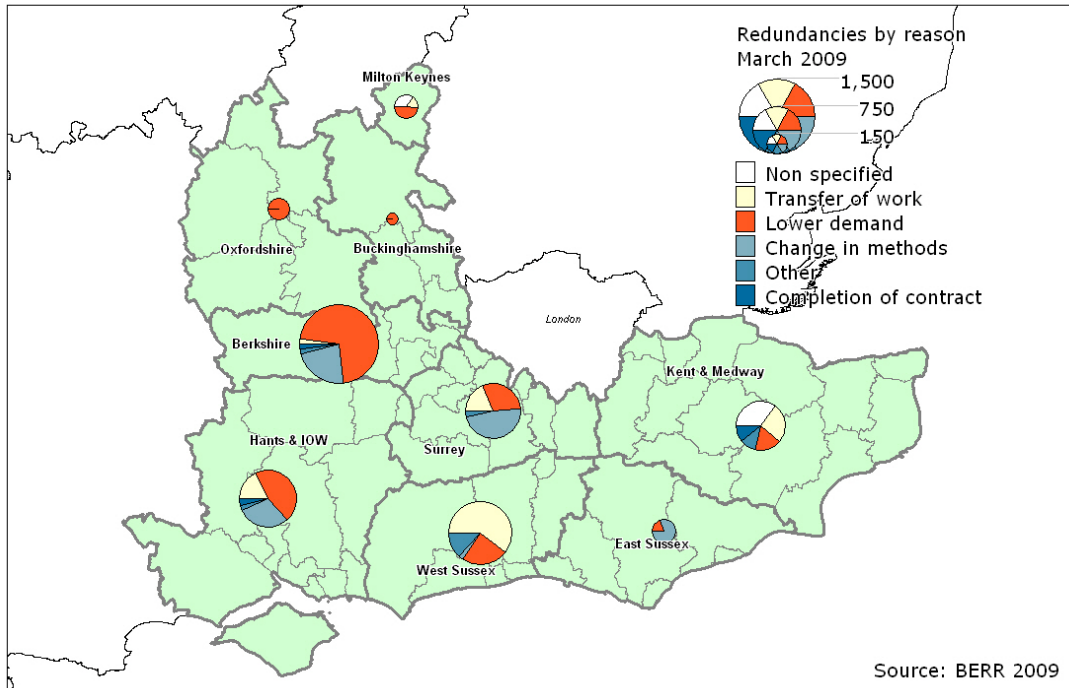 Redundancies by reason
March 2009
1,500
750
150
Non specified
Transfer of work
Lower demand
Change in methods
Other
Completion of contract
Milton Keynes
Oxfordshire
Buckinghamshire
London
Berkshire
Kent & Medway
Hants & IOW
Surrey
East Sussex
West Sussex
Source: BERR 2009